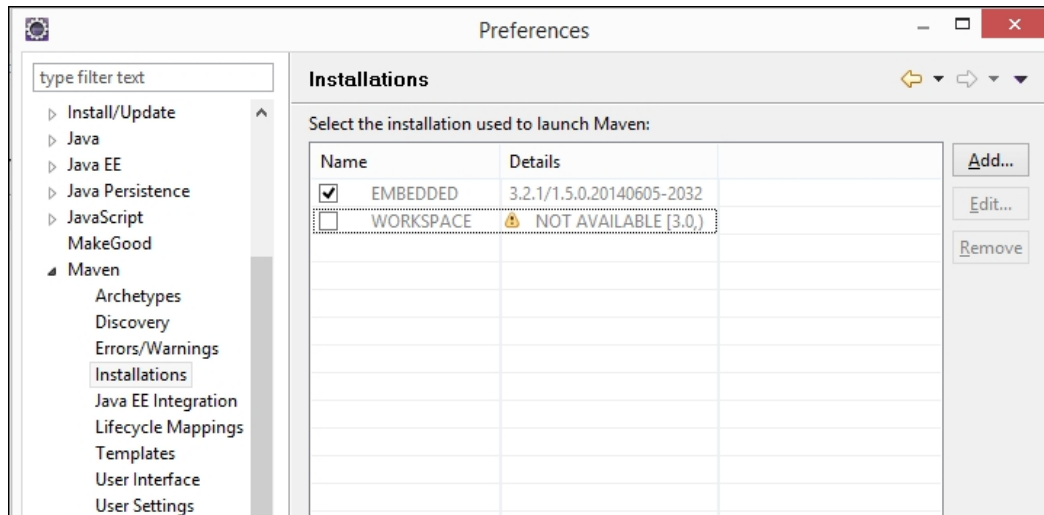 Preferences
type filter text
Install/Update
Java
Java EE
Java Persistence
JavaScript
MakeGood
Maven
Archetypes
Discovery
Errors/Warnings
Installations
Java EE Integration
Lifecycle Mappings
Templates
User Interface
User Settings
Installations
Select the installation used to launch Maven:
Name Details
EMBEDDED 3.2.1/1.5.0.20140605-2032
WORKSPACE NOT AVAILABLE [3.0,)
Add...
Edit...
Remove